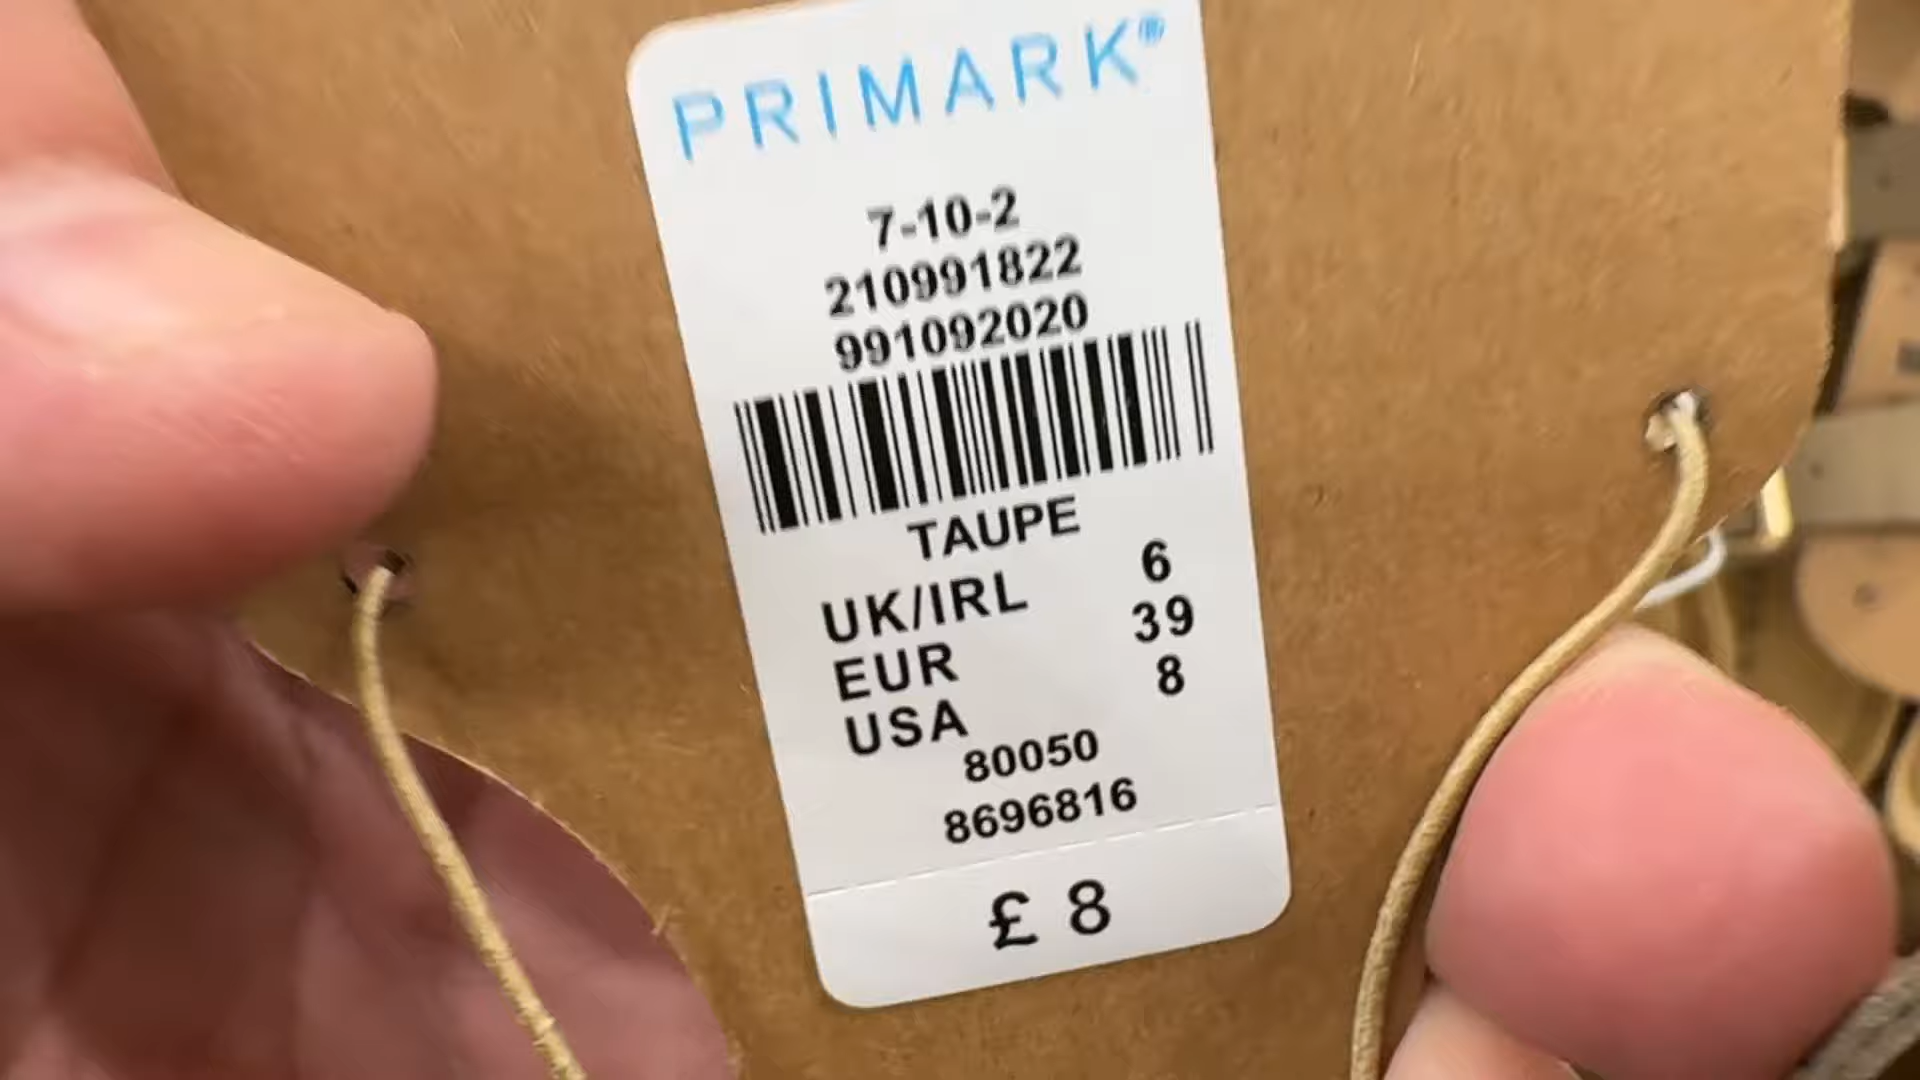 PRIMARK®
7-10-2
210991822
991092020
TAUPE
UK/IRL 6
EUR 39
USA 8
80050
8696816
£ 8